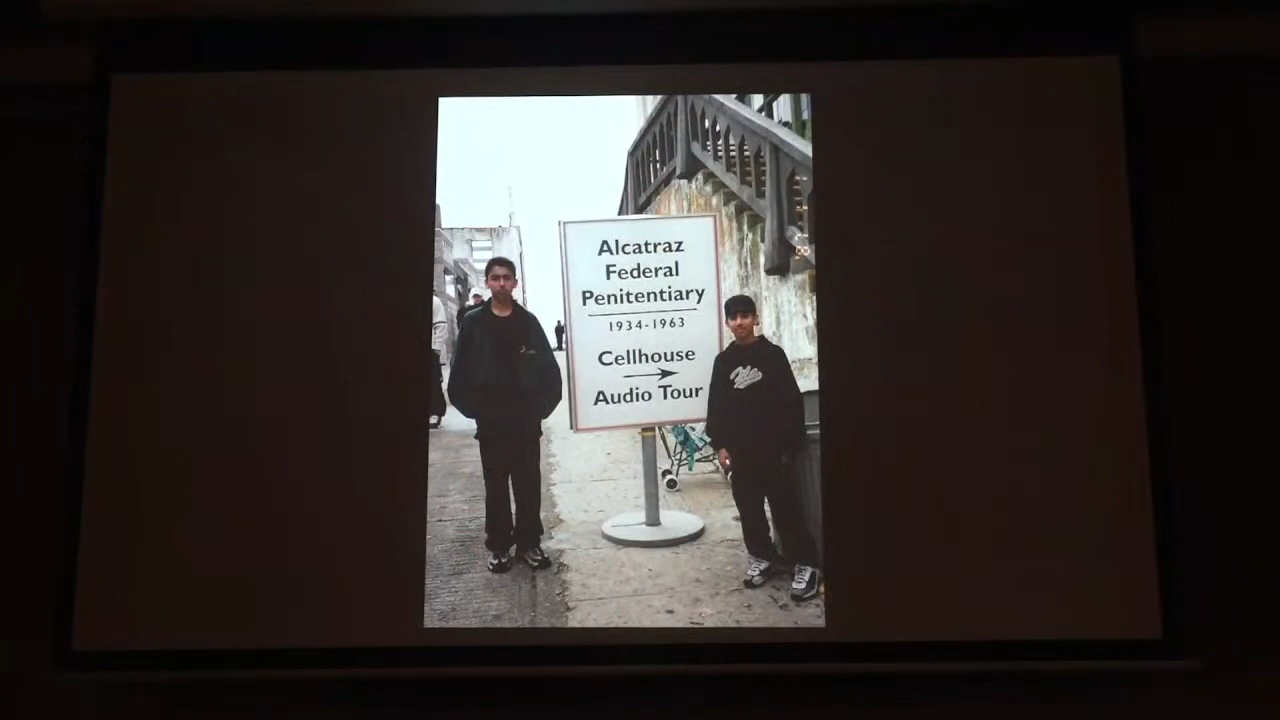 Alcatraz
Federal
Penitentiary
1934-1963
Cellhouse
Audio Tour